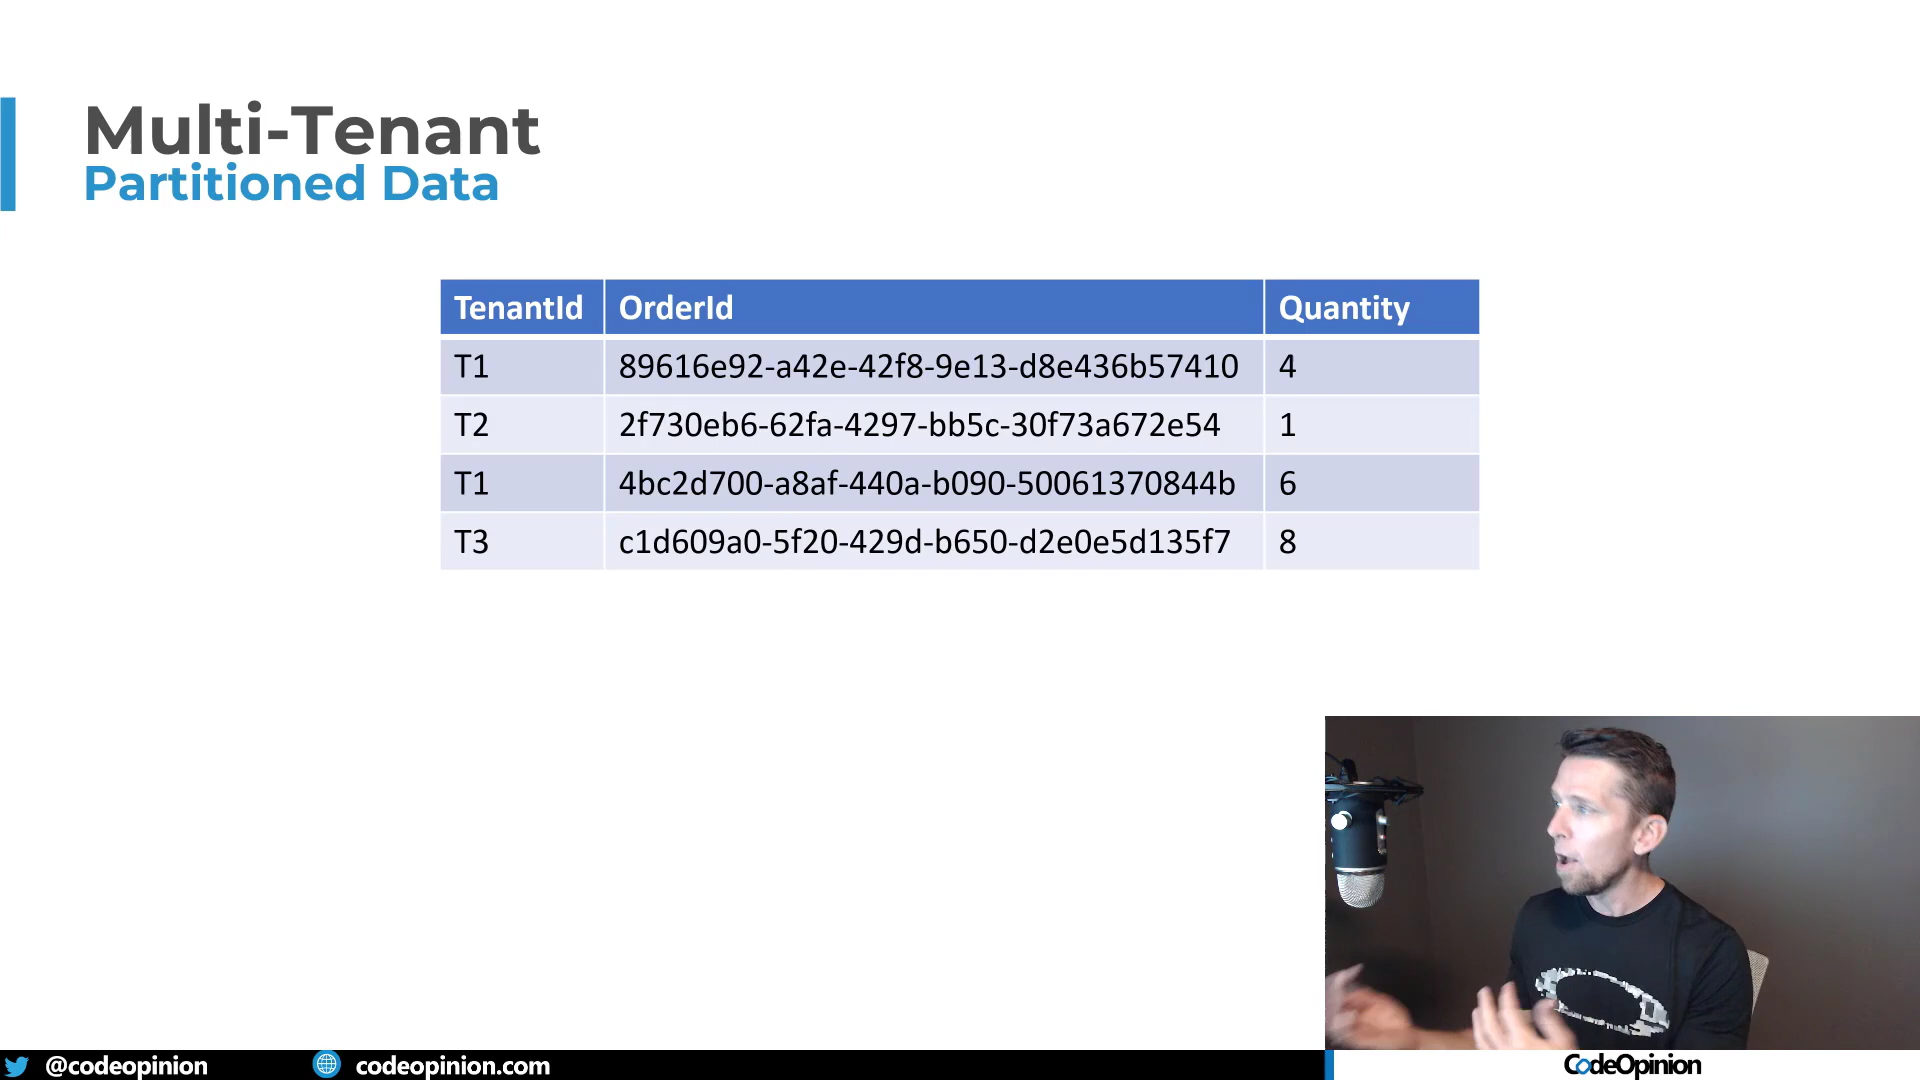 Multi-Tenant
Partitioned Data
TenantId OrderId Quantity
T1 89616e92-a42e-42f8-9e13-d8e436b57410 4
T2 2f730eb6-62fa-4297-bb5c-30f73a672e54 1
T1 4bc2d700-a8af-440a-b090-50061370844b 6
T3 c1d609a0-5f20-429d-b650-d2e0e5d135f7 8
@codeopinion codeopinion.com CodeOpinion